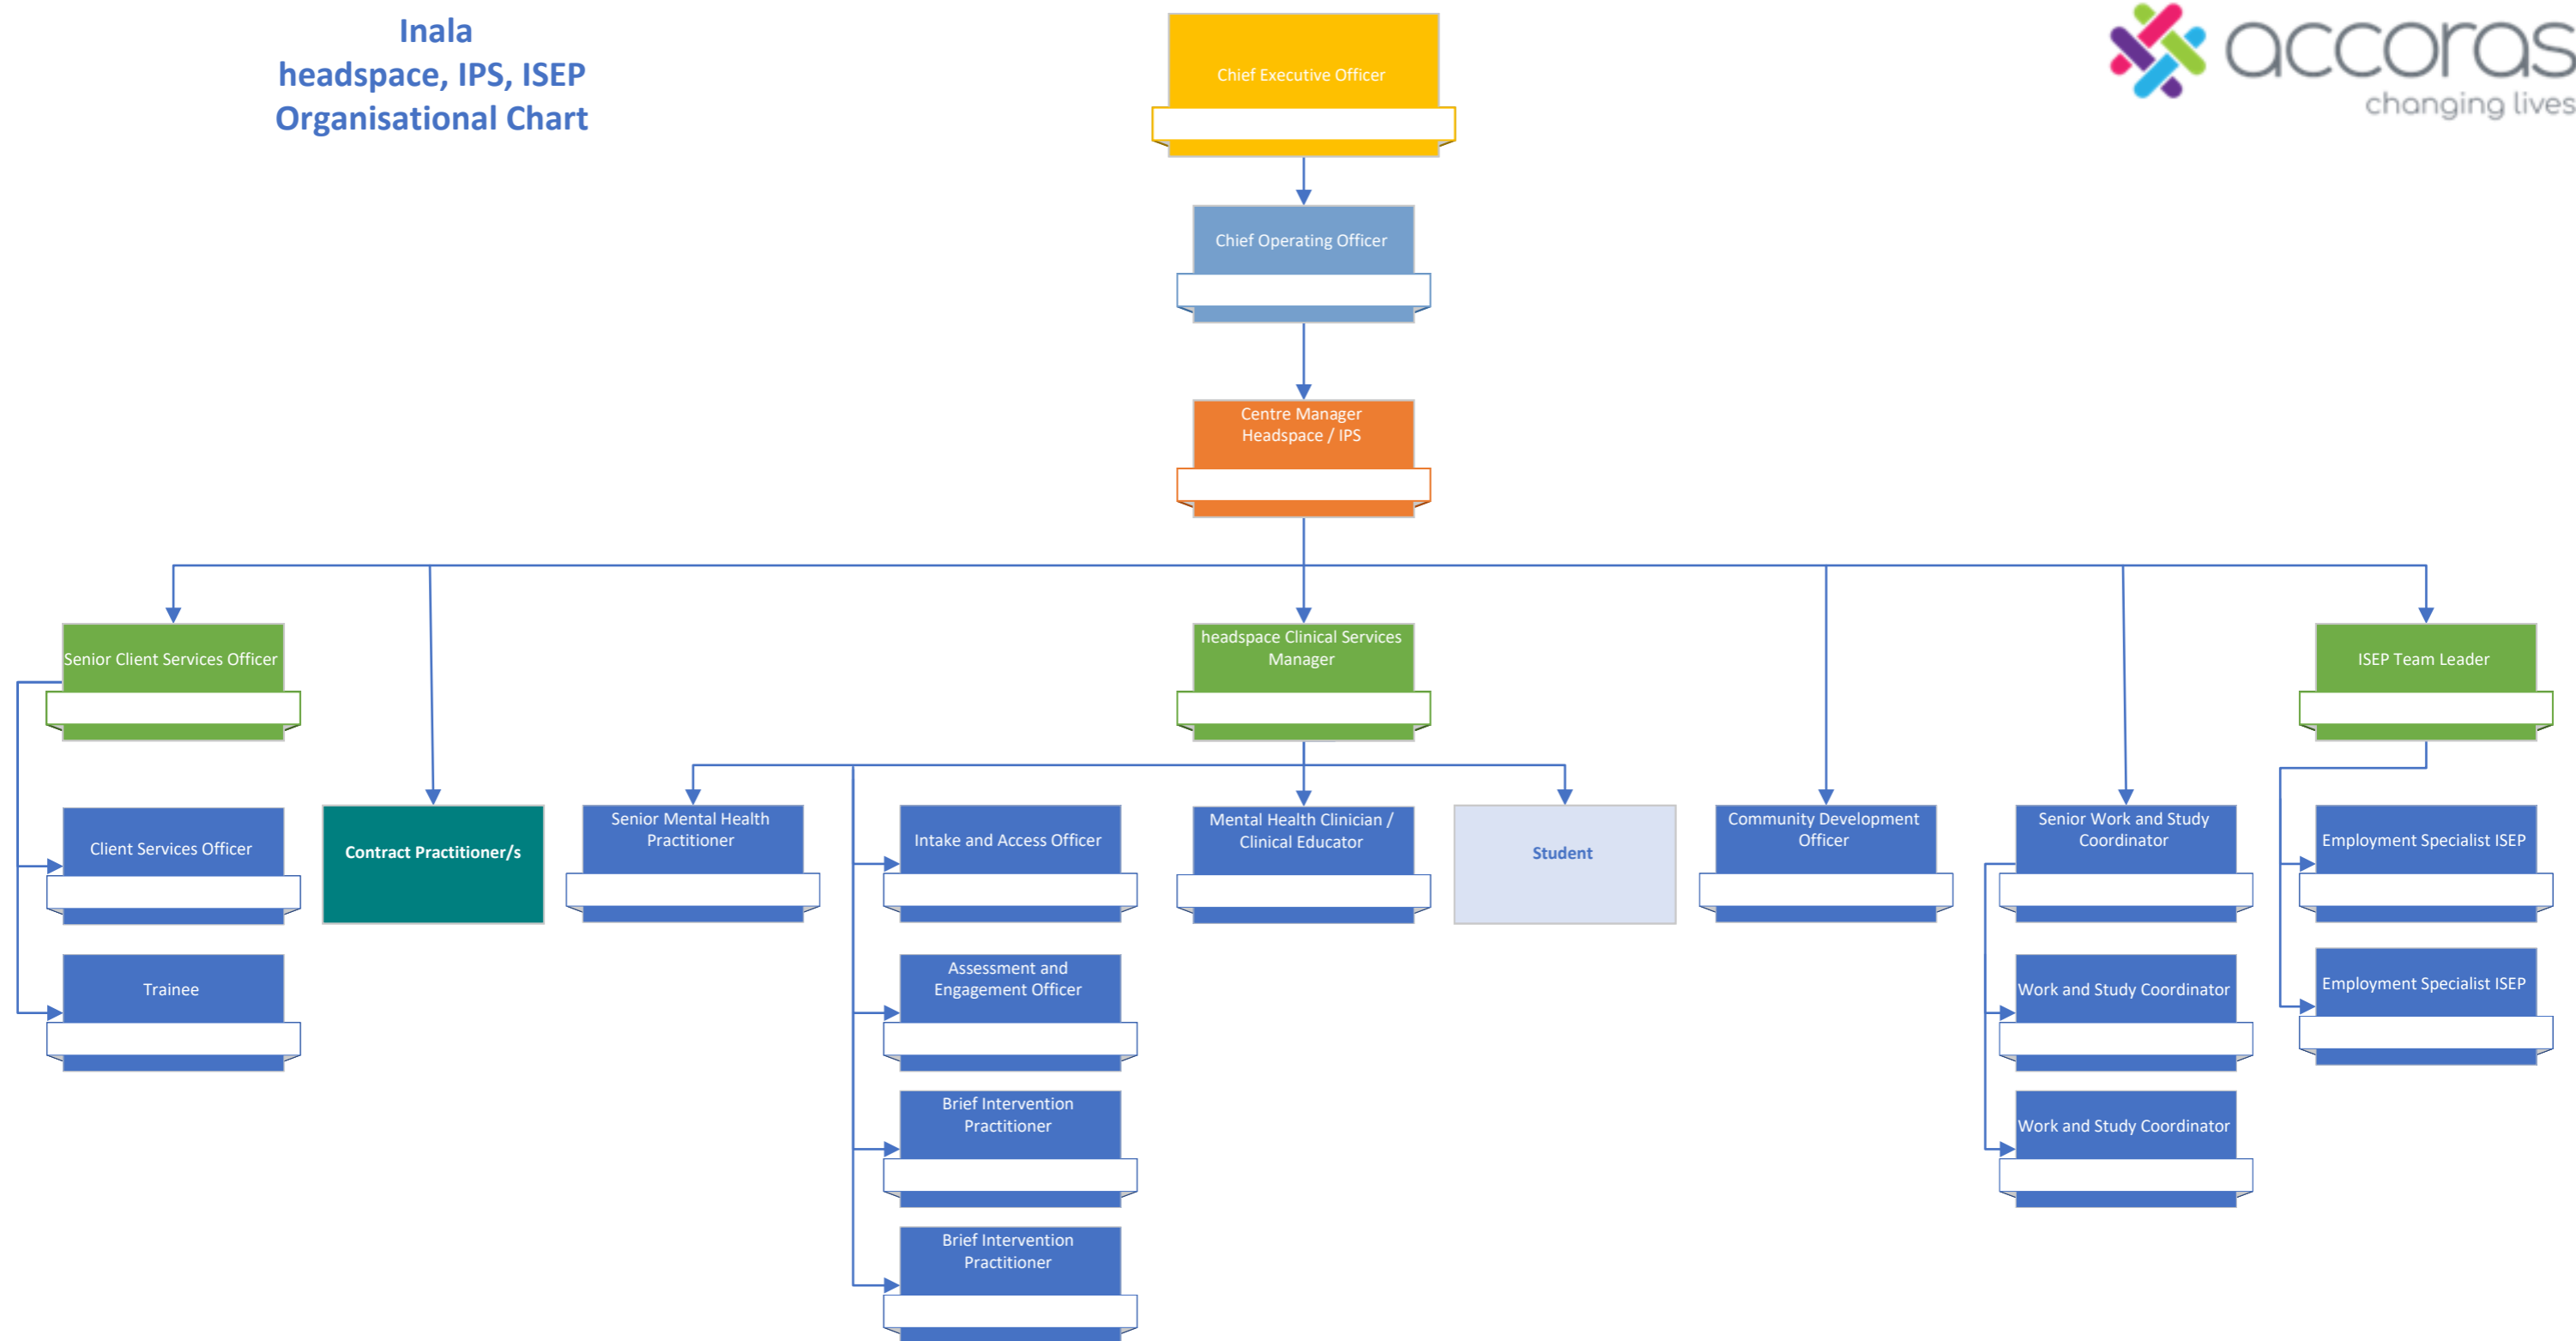 Inala
headspace, IPS, ISEP
Organisational Chart
accoras
changing lives
Chief Executive Officer
Chief Operating Officer
Centre Manager
Headspace / IPS
Senior Client Services Officer
headspace Clinical Services
Manager
ISEP Team Leader
Client Services Officer
Contract Practitioner/s
Senior Mental Health
Practitioner
Intake and Access Officer
Mental Health Clinician /
Clinical Educator
Student
Community Development
Officer
Senior Work and Study
Coordinator
Employment Specialist ISEP
Trainee
Assessment and
Engagement Officer
Work and Study Coordinator
Employment Specialist ISEP
Brief Intervention
Practitioner
Work and Study Coordinator
Brief Intervention
Practitioner